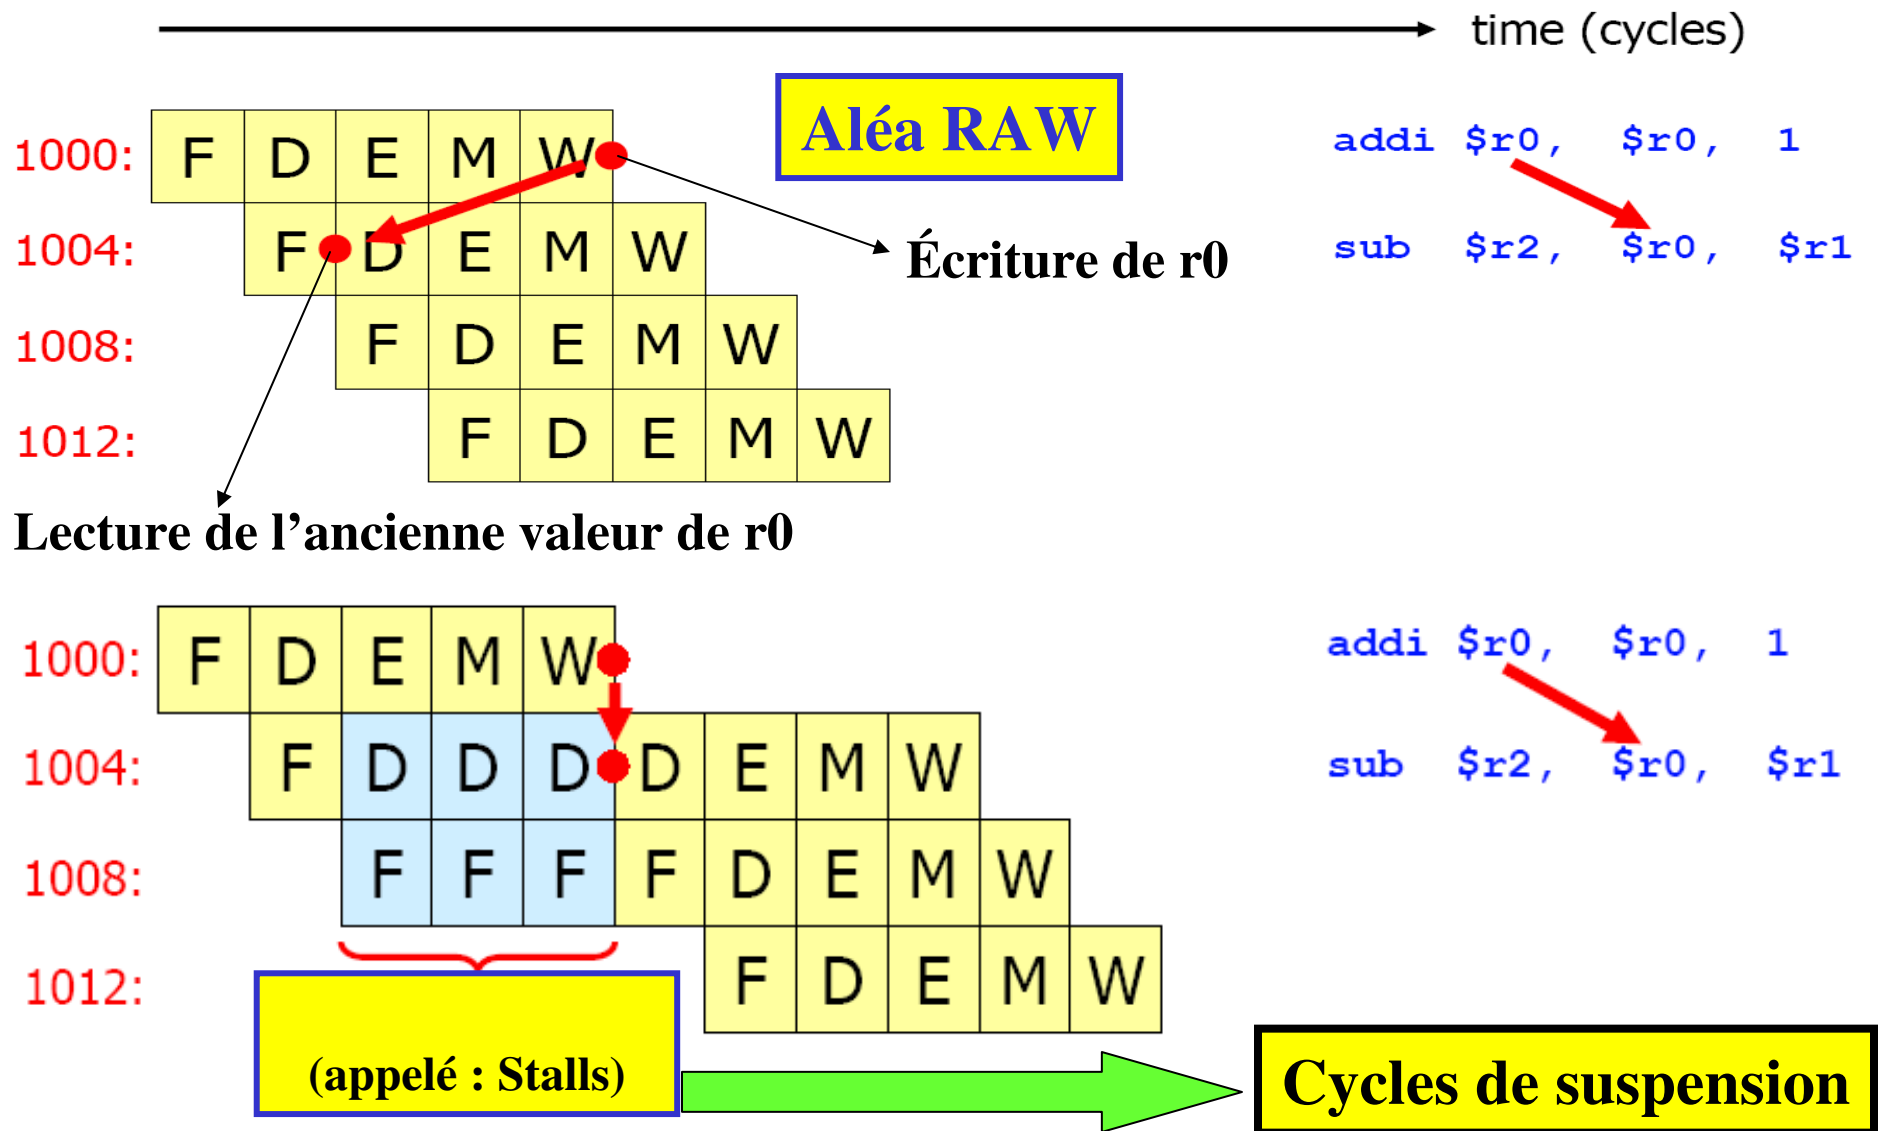 time (cycles)
Aléa RAW
1000: F D E M W
addi $r0, $r0, 1
1004: F D E M W
sub $r2, $r0, $r1
Écriture de r0
1008: F D E M W
1012: F D E M W
Lecture de l’ancienne valeur de r0
1000: F D E M W
addi $r0, $r0, 1
1004: F D D D D E M W
sub $r2, $r0, $r1
1008: F F F F D E M W
1012: F D E M W
(appelé : Stalls)
Cycles de suspension